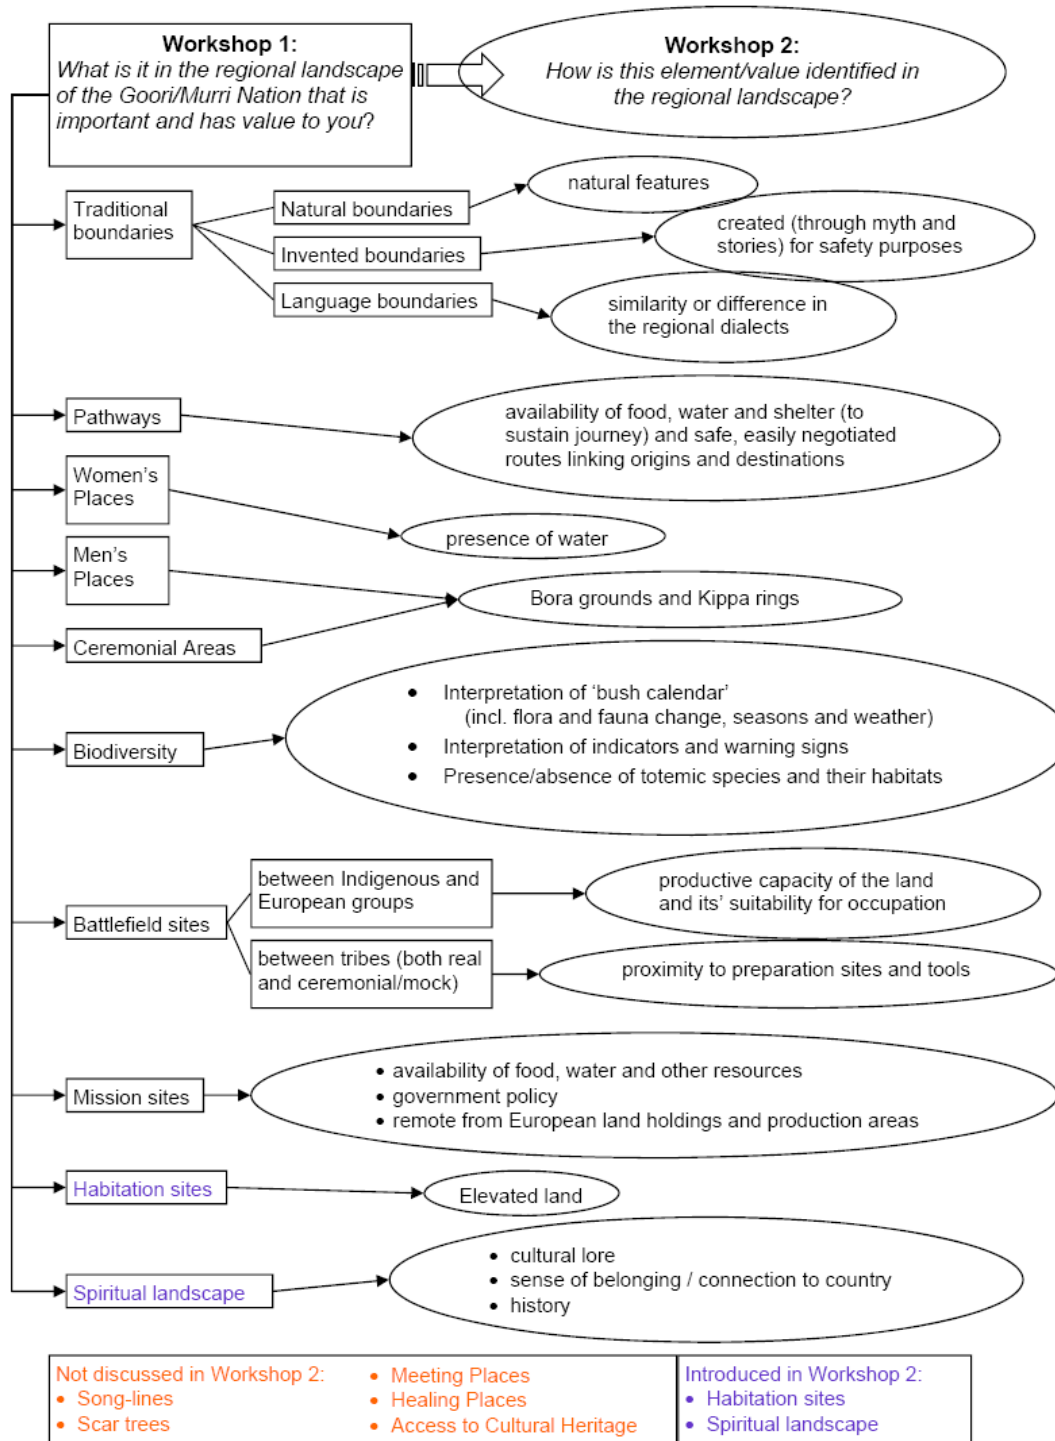 Workshop 1:
What is it in the regional landscape
of the Goori/Murri Nation that is
important and has value to you?
Workshop 2:
How is this element/value identified in
the regional landscape?
Traditional
boundaries
Natural boundaries
natural features
Invented boundaries
created (through myth and
stories) for safety purposes
Language boundaries
similarity or difference in
the regional dialects
Pathways
availability of food, water and shelter (to
sustain journey) and safe, easily negotiated
routes linking origins and destinations
Women's
Places
presence of water
Men's
Places
Bora grounds and Kippa rings
Ceremonial Areas
Biodiversity
• Interpretation of 'bush calendar'
(incl. flora and fauna change, seasons and weather)
• Interpretation of indicators and warning signs
• Presence/absence of totemic species and their habitats
Battlefield sites
between Indigenous and
European groups
productive capacity of the land
and its' suitability for occupation
between tribes (both real
and ceremonial/mock)
proximity to preparation sites and tools
Mission sites
• availability of food, water and other resources
• government policy
• remote from European land holdings and production areas
Habitation sites
Elevated land
Spiritual landscape
• cultural lore
• sense of belonging / connection to country
• history
Not discussed in Workshop 2:
• Song-lines
• Scar trees
• Meeting Places
• Healing Places
• Access to Cultural Heritage
Introduced in Workshop 2:
• Habitation sites
• Spiritual landscape